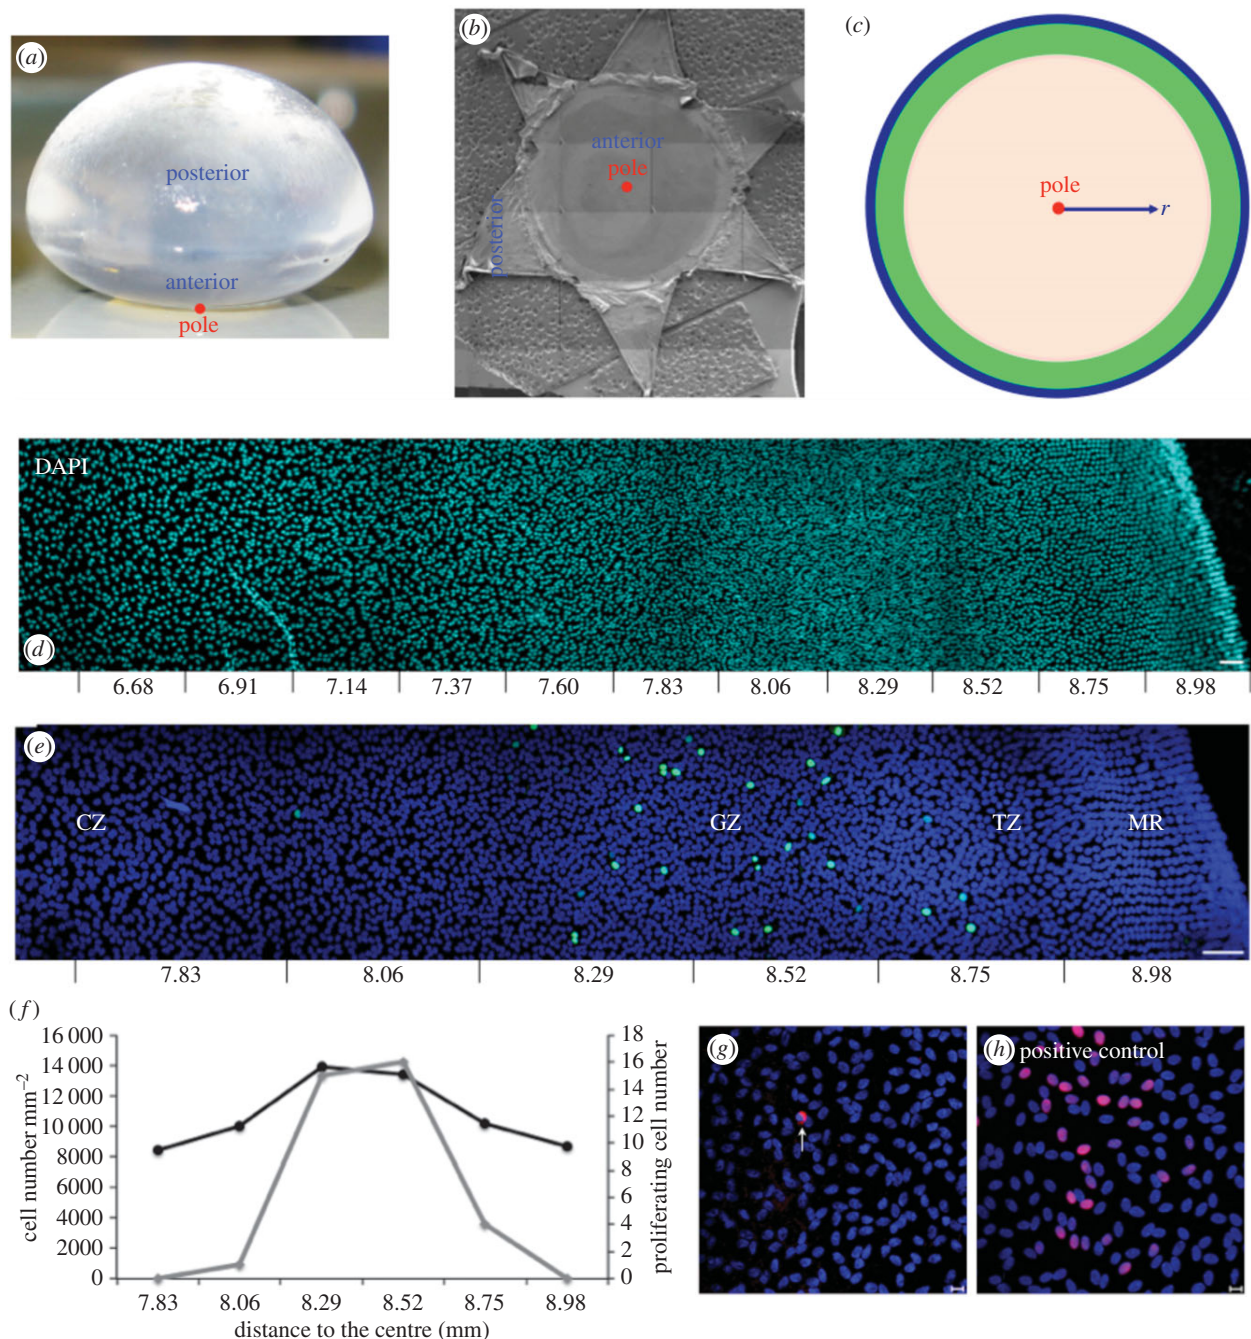 (a)
posterior
anterior
pole
(b)
anterior
pole
posterior
(c)
pole
r
DAPI
(d)
6.68 6.91 7.14 7.37 7.60 7.83 8.06 8.29 8.52 8.75 8.98
(e)
CZ GZ TZ MR
7.83 8.06 8.29 8.52 8.75 8.98
(f)
cell number mm⁻²
16 000
14 000
12 000
10 000
8000
6000
4000
2000
0
18
16
14
12
10
8
6
4
2
0
proliferating cell number
7.83 8.06 8.29 8.52 8.75 8.98
distance to the centre (mm)
(g)
(h) positive control